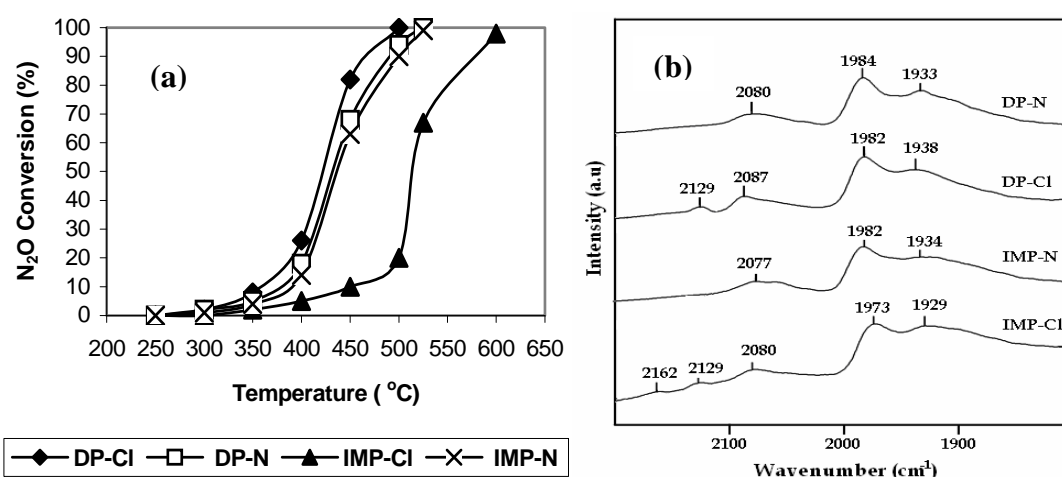 (a)
N₂O Conversion (%)
100
90
80
70
60
50
40
30
20
10
0
200 250 300 350 400 450 500 550 600 650
Temperature ( °C)
DP-Cl DP-N IMP-Cl IMP-N
(b)
Intensity (a.u)
2080 1984 1933 DP-N
2129 2087 1982 1938 DP-Cl
2077 1982 1934 IMP-N
2162 2129 2080 1973 1929 IMP-Cl
2100 2000 1900
Wavenumber (cm⁻¹)